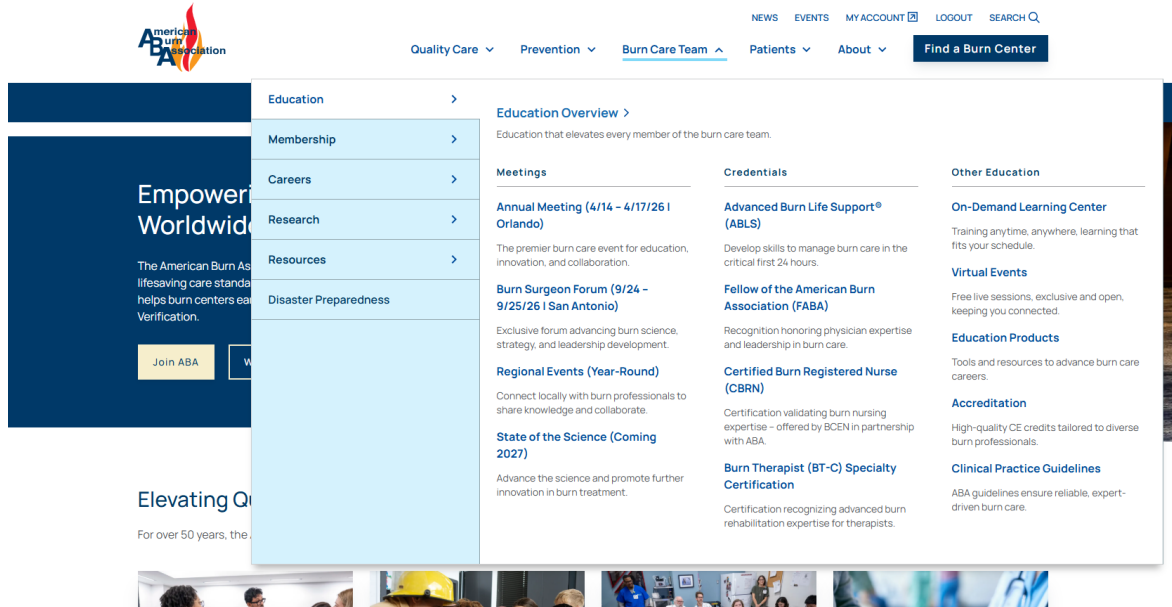 American
Burn
Association
NEWS EVENTS MY ACCOUNT LOGOUT SEARCH
Quality Care Prevention Burn Care Team Patients About Find a Burn Center
Education
Membership
Careers
Research
Resources
Disaster Preparedness
Education Overview
Education that elevates every member of the burn care team.
Meetings
Annual Meeting (4/14 – 4/17/26 |
Orlando)
The premier burn care event for education,
innovation, and collaboration.
Burn Surgeon Forum (9/24 –
9/25/26 | San Antonio)
Exclusive forum advancing burn science,
strategy, and leadership development.
Regional Events (Year-Round)
Connect locally with burn professionals to
share knowledge and collaborate.
State of the Science (Coming
2027)
Advance the science and promote further
innovation in burn treatment.
Credentials
Advanced Burn Life Support®
(ABLS)
Develop skills to manage burn care in the
critical first 24 hours.
Fellow of the American Burn
Association (FABA)
Recognition honoring physician expertise
and leadership in burn care.
Certified Burn Registered Nurse
(CBRN)
Certification validating burn nursing
expertise – offered by BCEN in partnership
with ABA.
Burn Therapist (BT-C) Specialty
Certification
Certification recognizing advanced burn
rehabilitation expertise for therapists.
Other Education
On-Demand Learning Center
Training anytime, anywhere, learning that
fits your schedule.
Virtual Events
Free live sessions, exclusive and open,
keeping you connected.
Education Products
Tools and resources to advance burn care
careers.
Accreditation
High-quality CE credits tailored to diverse
burn professionals.
Clinical Practice Guidelines
ABA guidelines ensure reliable, expert-
driven burn care.
Empoweri
Worldwid
The American Burn As
lifesaving care standa
helps burn centers ear
Verification.
Join ABA W
Elevating Q
For over 50 years, the